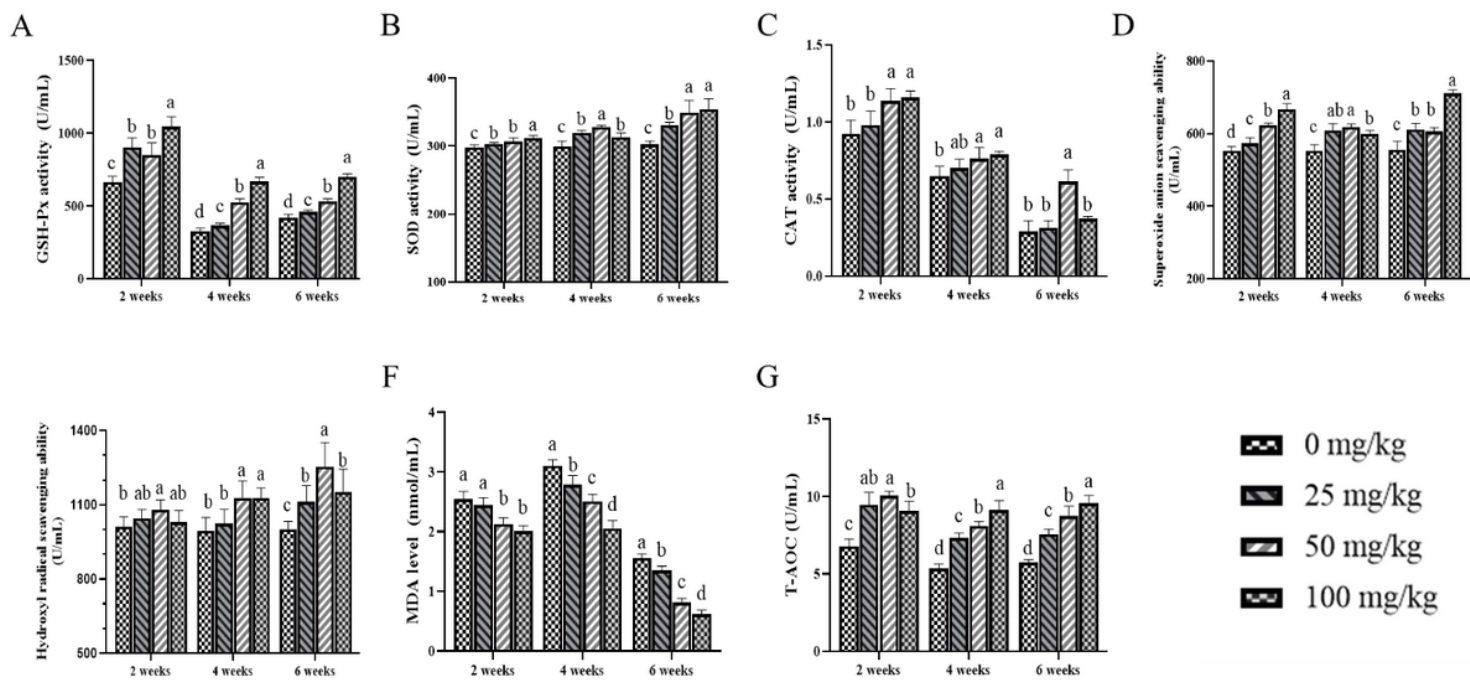 A
GSH-Px activity (U/mL)
1500
1000
500
0
c b b a
d c b a
d c b a
2 weeks 4 weeks 6 weeks
B
SOD activity (U/mL)
400
300
200
100
c b b a
c b a b
c b a a
2 weeks 4 weeks 6 weeks
C
CAT activity (U/mL)
1.5
1.0
0.5
0.0
b b a a
b ab a a
b b a b
2 weeks 4 weeks 6 weeks
D
Superoxide anion scavenging ability
(U/mL)
800
600
400
200
d c b a
c ab a b
c b b a
2 weeks 4 weeks 6 weeks
Hydroxyl radical scavenging ability
(U/mL)
1400
1100
1000
500
b ab a ab
b b a a
c b a b
2 weeks 4 weeks 6 weeks
F
MDA level (nmol/mL)
4
3
2
1
0
a a b b
a b c d
a b c d
2 weeks 4 weeks 6 weeks
G
T-AOC (U/mL)
15
10
5
0
c ab a b
d c b a
d c b a
2 weeks 4 weeks 6 weeks
0 mg/kg
25 mg/kg
50 mg/kg
100 mg/kg